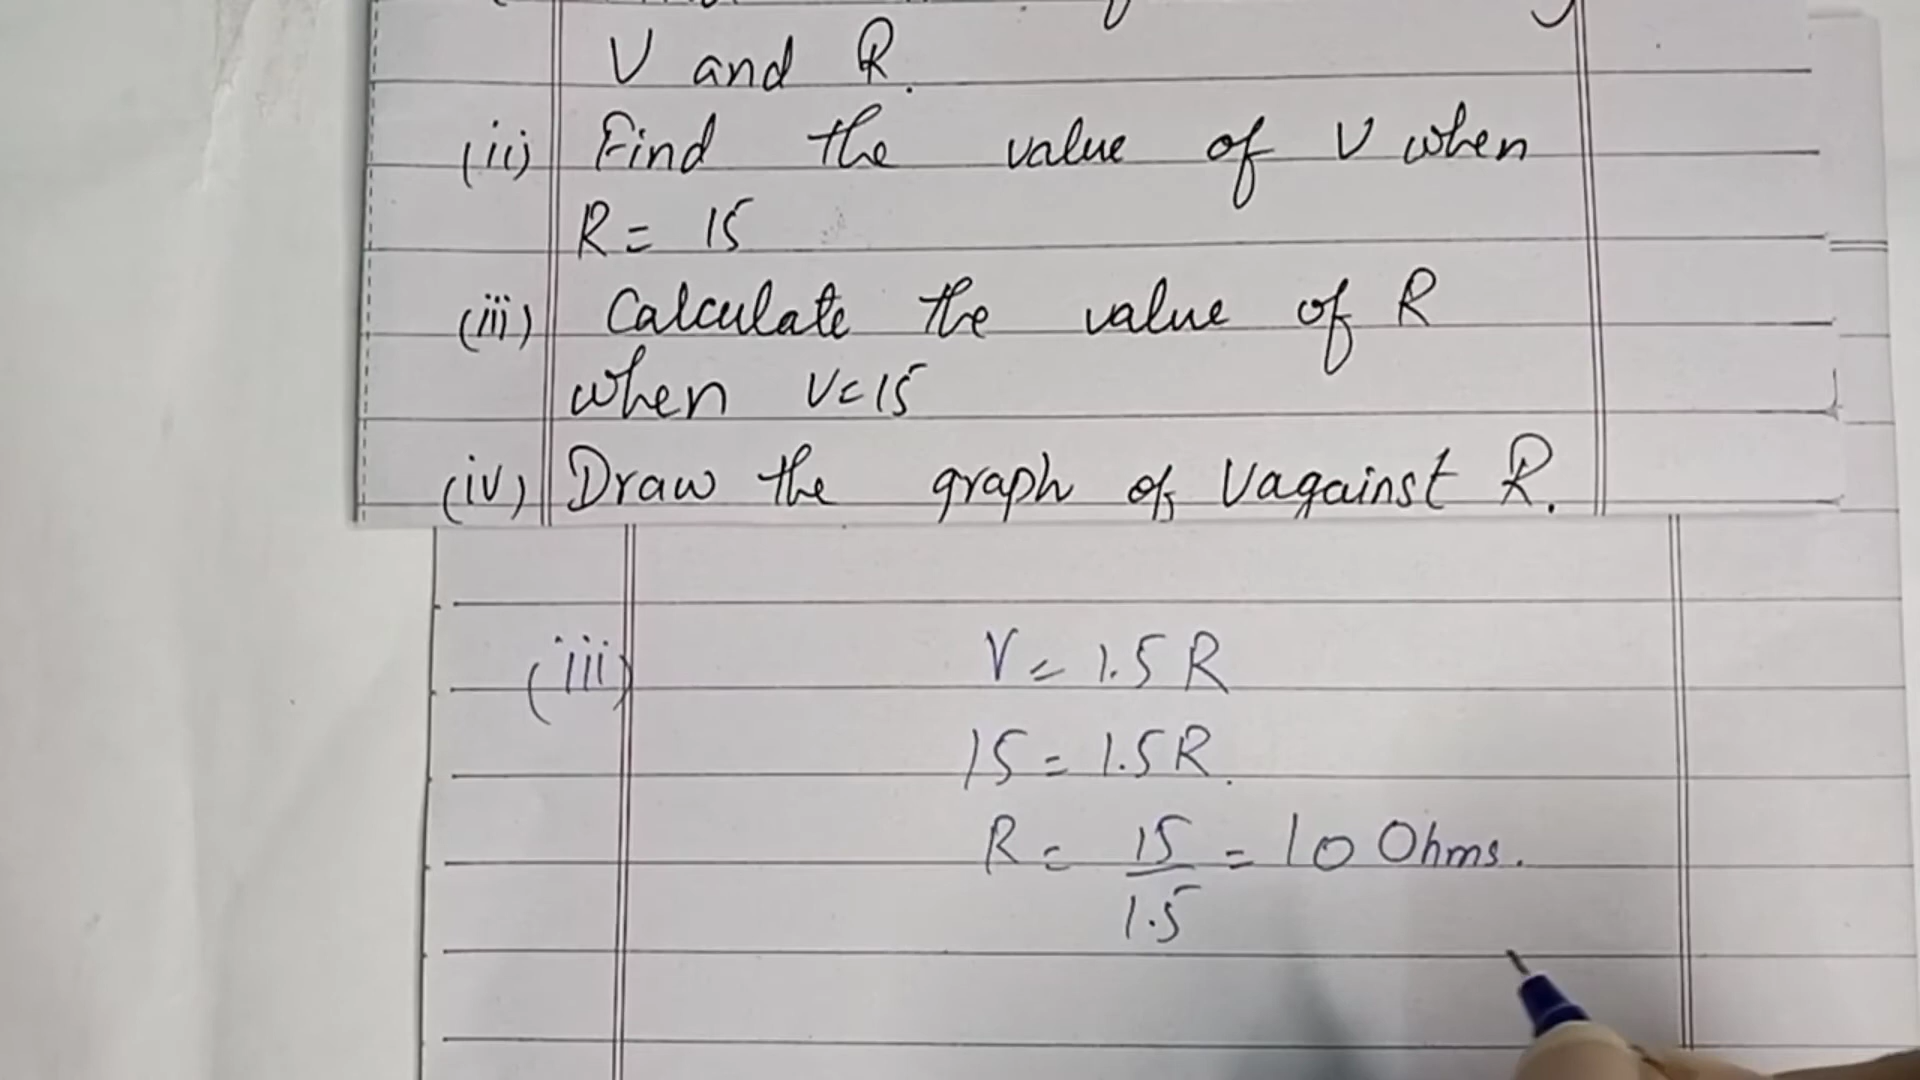 V and R.
(ii) Find the value of V when
R = 15
(iii) Calculate the value of R
when V=15
(iv) Draw the graph of V against R.
(iii) V = 1.5 R
15 = 1.5R.
R = 15/1.5 = 10 Ohms.